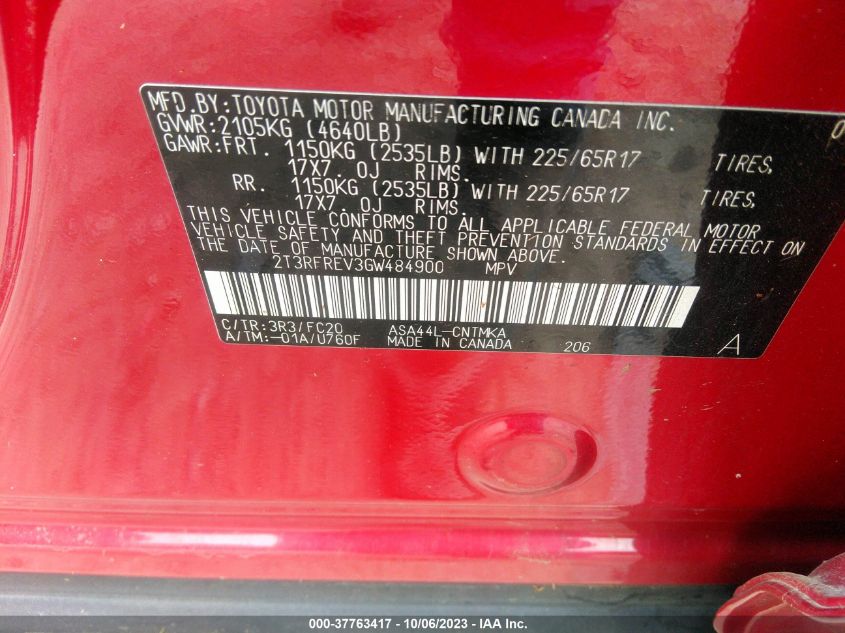 MFD.BY:TOYOTA MOTOR MANUFACTURING CANADA INC. 0
GVWR:2105KG (4640LB)
GAWR:FRT. 1150KG (2535LB) WITH 225/65R17 TIRES,
17X7.0J RIMS.
RR. 1150KG (2535LB) WITH 225/65R17 TIRES,
17X7.0J RIMS.
THIS VEHICLE CONFORMS TO ALL APPLICABLE FEDERAL MOTOR
VEHICLE SAFETY AND THEFT PREVENTION STANDARDS IN EFFECT ON
THE DATE OF MANUFACTURE SHOWN ABOVE.
2T3RFREV3GW484900 MPV
C/TR:3R3/FC20 ASA44L-CNTMKA
A/TM:-01A/U760F MADE IN CANADA 206 A
000-37763417 - 10/06/2023 - IAA Inc.